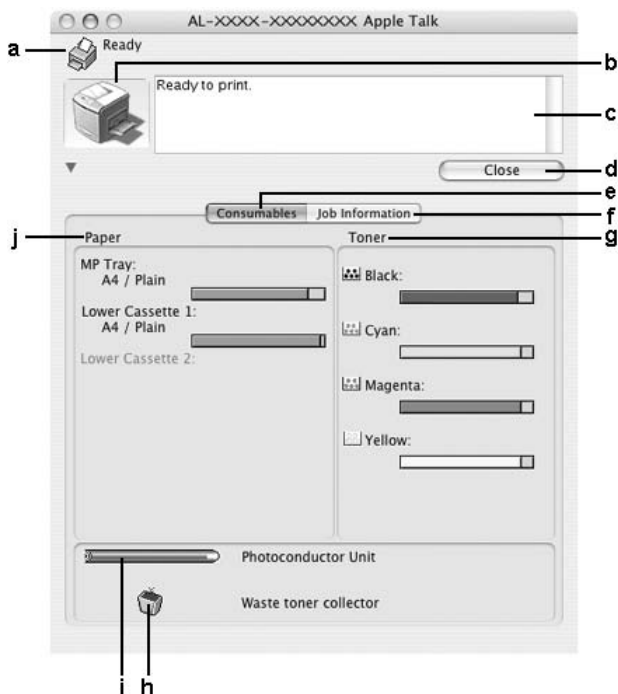 AL-XXXX-XXXXXXXX Apple Talk
a
Ready
b
Ready to print.
c
Close
d
e
Consumables
Job Information
f
j
Paper
Toner
g
MP Tray:
A4 / Plain
Lower Cassette 1:
A4 / Plain
Lower Cassette 2:
Black:
Cyan:
Magenta:
Yellow:
Photoconductor Unit
Waste toner collector
i
h